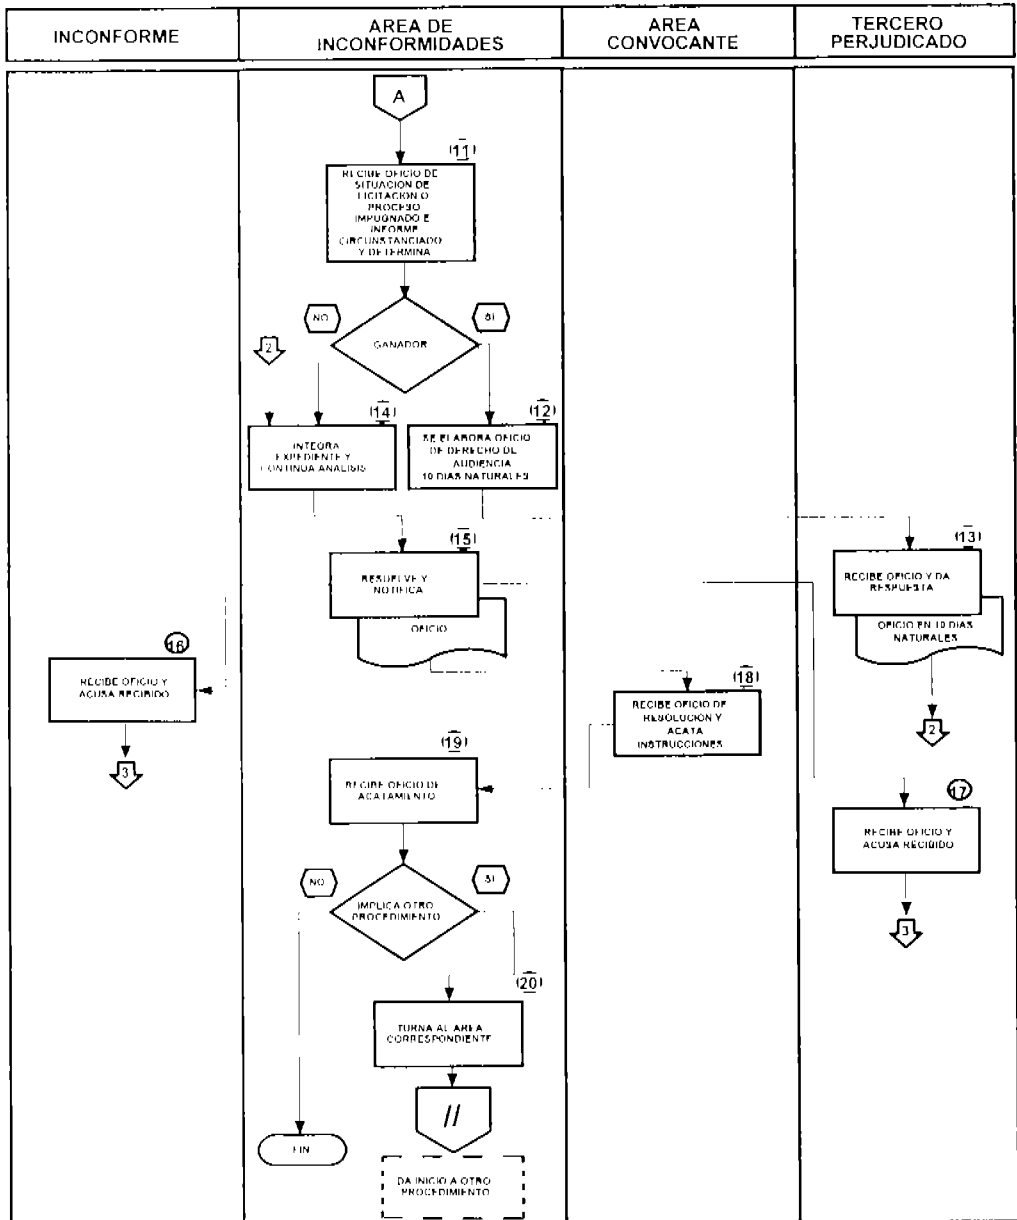 INCONFORME
AREA DE
INCONFORMIDADES
AREA
CONVOCANTE
TERCERO
PERJUDICADO
A
(11)
RECIBE OFICIO DE
SITUACION DE
LICITACION O
PROCESO
IMPUGNADO E
INFORME
CIRCUNSTANCIADO
Y DETERMINA
NO
SI
GANADOR
2
(14)
INTEGRA
EXPEDIENTE Y
CONTINUA ANALISIS
(12)
SE ELABORA OFICIO
DE DERECHO DE
AUDIENCIA
10 DIAS NATURALES
(15)
RESUELVE Y
NOTIFICA
OFICIO
(13)
RECIBE OFICIO Y DA
RESPUESTA
OFICIO EN 10 DIAS
NATURALES
2
16
RECIBE OFICIO Y
ACUSA RECIBIDO
3
(18)
RECIBE OFICIO DE
RESOLUCION Y
ACATA
INSTRUCCIONES
(19)
RECIBE OFICIO DE
ACATAMIENTO
17
RECIBE OFICIO Y
ACUSA RECIBIDO
3
NO
SI
IMPLICA OTRO
PROCEDIMIENTO
(20)
TURNA AL AREA
CORRESPONDIENTE
//
FIN
DA INICIO A OTRO
PROCEDIMIENTO